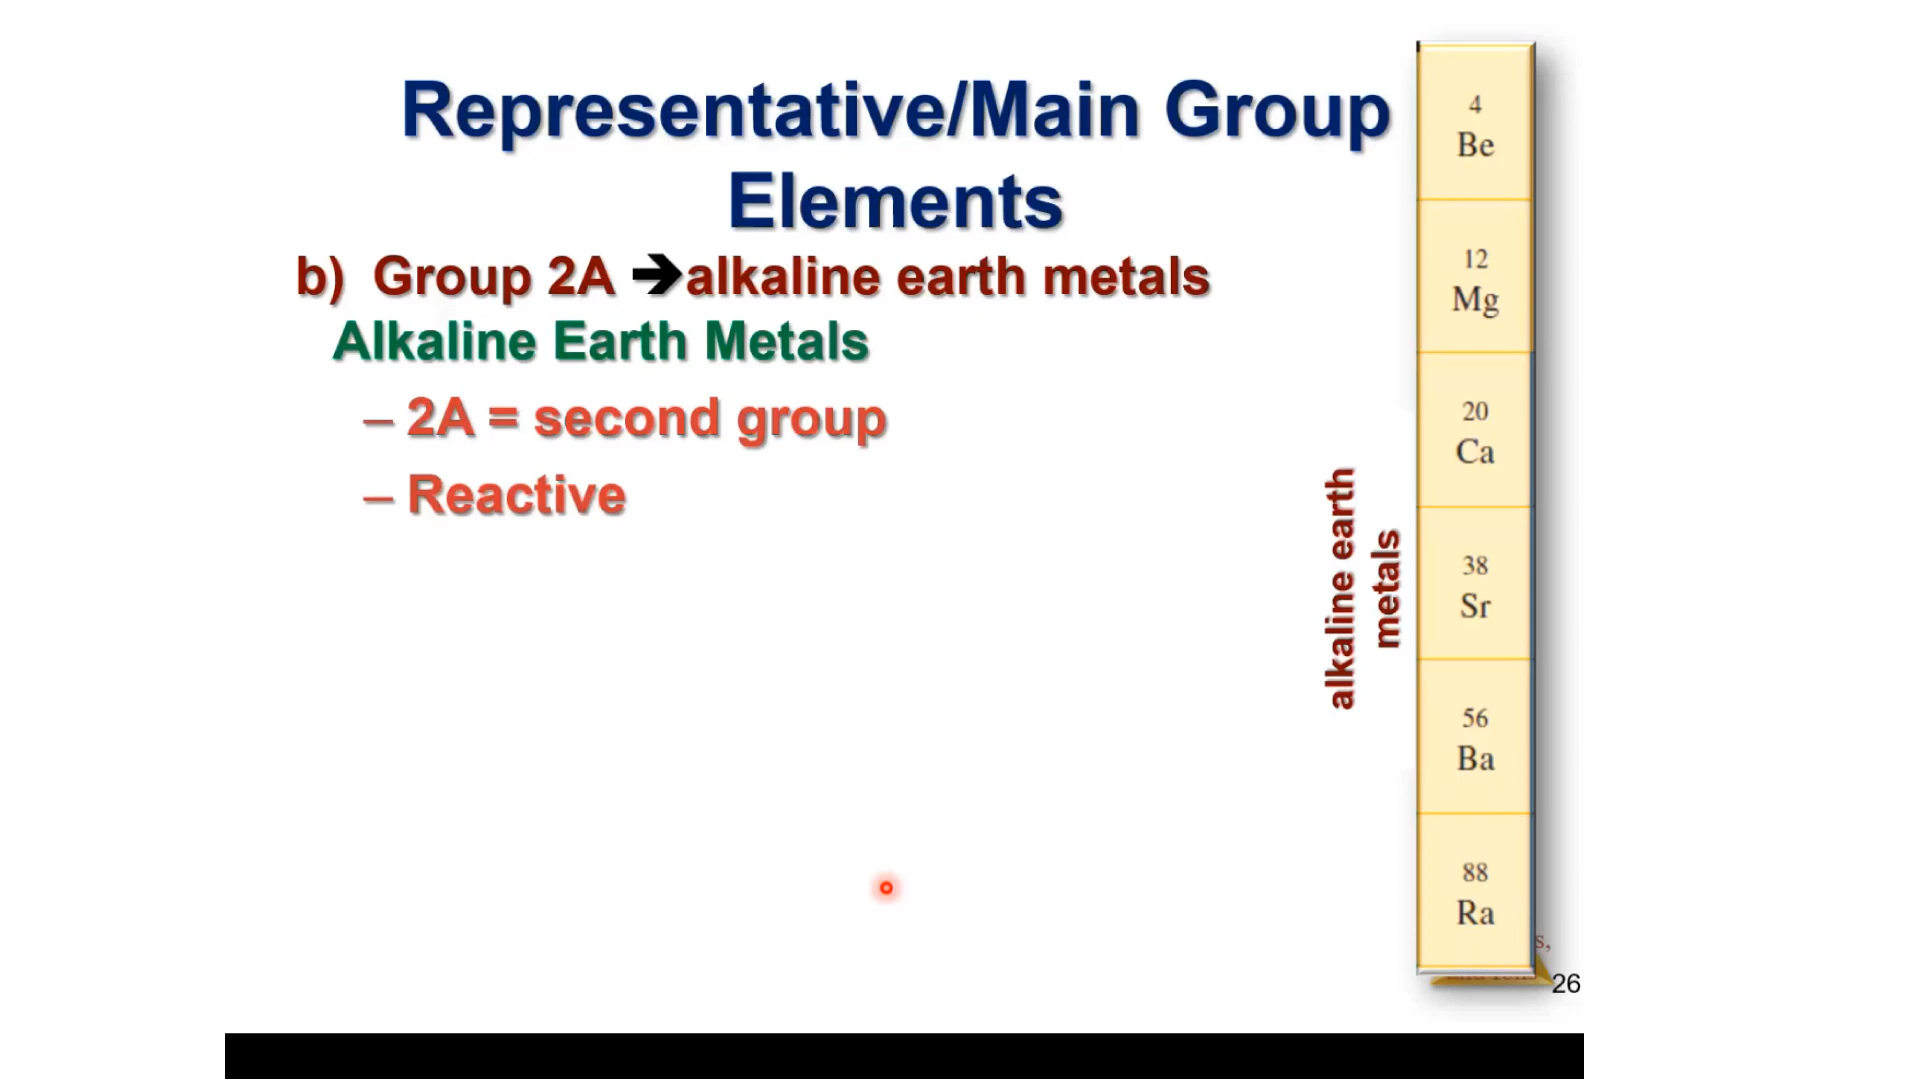 Representative/Main Group
Elements
b) Group 2A ➔alkaline earth metals
Alkaline Earth Metals
– 2A = second group
– Reactive
alkaline earth
metals
4
Be
12
Mg
20
Ca
38
Sr
56
Ba
88
Ra
s,
26